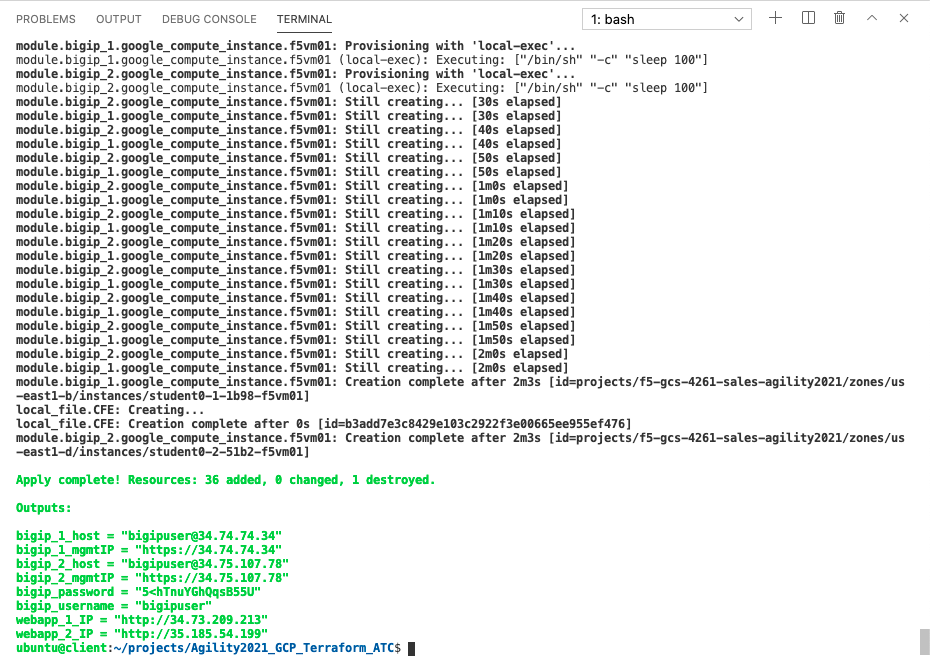 PROBLEMS OUTPUT DEBUG CONSOLE TERMINAL 1: bash
module.bigip_1.google_compute_instance.f5vm01: Provisioning with 'local-exec'...
module.bigip_1.google_compute_instance.f5vm01 (local-exec): Executing: ["/bin/sh" "-c" "sleep 100"]
module.bigip_2.google_compute_instance.f5vm01: Provisioning with 'local-exec'...
module.bigip_2.google_compute_instance.f5vm01 (local-exec): Executing: ["/bin/sh" "-c" "sleep 100"]
module.bigip_2.google_compute_instance.f5vm01: Still creating... [30s elapsed]
module.bigip_1.google_compute_instance.f5vm01: Still creating... [30s elapsed]
module.bigip_2.google_compute_instance.f5vm01: Still creating... [40s elapsed]
module.bigip_1.google_compute_instance.f5vm01: Still creating... [40s elapsed]
module.bigip_2.google_compute_instance.f5vm01: Still creating... [50s elapsed]
module.bigip_1.google_compute_instance.f5vm01: Still creating... [50s elapsed]
module.bigip_2.google_compute_instance.f5vm01: Still creating... [1m0s elapsed]
module.bigip_1.google_compute_instance.f5vm01: Still creating... [1m0s elapsed]
module.bigip_2.google_compute_instance.f5vm01: Still creating... [1m10s elapsed]
module.bigip_1.google_compute_instance.f5vm01: Still creating... [1m10s elapsed]
module.bigip_2.google_compute_instance.f5vm01: Still creating... [1m20s elapsed]
module.bigip_1.google_compute_instance.f5vm01: Still creating... [1m20s elapsed]
module.bigip_2.google_compute_instance.f5vm01: Still creating... [1m30s elapsed]
module.bigip_1.google_compute_instance.f5vm01: Still creating... [1m30s elapsed]
module.bigip_2.google_compute_instance.f5vm01: Still creating... [1m40s elapsed]
module.bigip_1.google_compute_instance.f5vm01: Still creating... [1m40s elapsed]
module.bigip_2.google_compute_instance.f5vm01: Still creating... [1m50s elapsed]
module.bigip_1.google_compute_instance.f5vm01: Still creating... [1m50s elapsed]
module.bigip_2.google_compute_instance.f5vm01: Still creating... [2m0s elapsed]
module.bigip_1.google_compute_instance.f5vm01: Still creating... [2m0s elapsed]
module.bigip_1.google_compute_instance.f5vm01: Creation complete after 2m3s [id=projects/f5-gcs-4261-sales-agility2021/zones/us
-east1-b/instances/student0-1-1b98-f5vm01]
local_file.CFE: Creating...
local_file.CFE: Creation complete after 0s [id=b3add7e3c8429e103c2922f3e00665ee955ef476]
module.bigip_2.google_compute_instance.f5vm01: Creation complete after 2m3s [id=projects/f5-gcs-4261-sales-agility2021/zones/us
-east1-d/instances/student0-2-51b2-f5vm01]
Apply complete! Resources: 36 added, 0 changed, 1 destroyed.
Outputs:
bigip_1_host = "bigipuser@34.74.74.34"
bigip_1_mgmtIP = "https://34.74.74.34"
bigip_2_host = "bigipuser@34.75.107.78"
bigip_2_mgmtIP = "https://34.75.107.78"
bigip_password = "5<hTnuYGhQqsB55U"
bigip_username = "bigipuser"
webapp_1_IP = "http://34.73.209.213"
webapp_2_IP = "http://35.185.54.199"
ubuntu@client:~/projects/Agility2021_GCP_Terraform_ATC$